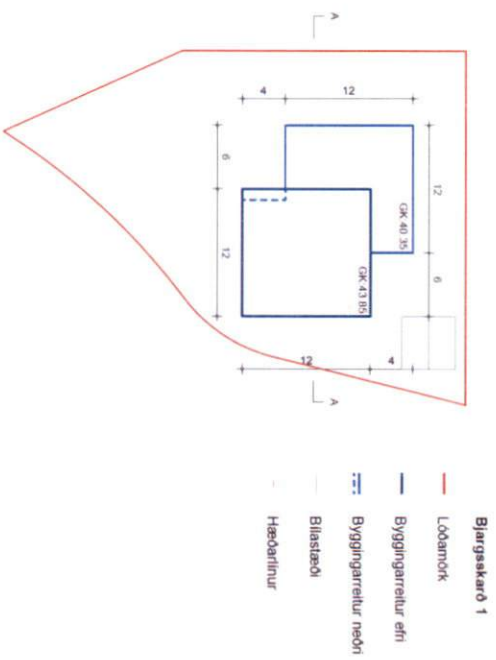 Bjargsskarð 1
Lóðamörk
Byggingarreitur efri
Byggingarreitur neðri
Bílastæði
Hæðarlínur
A
4
12
12
6
GK 40.35
6
12
GK 43.85
12
4
A